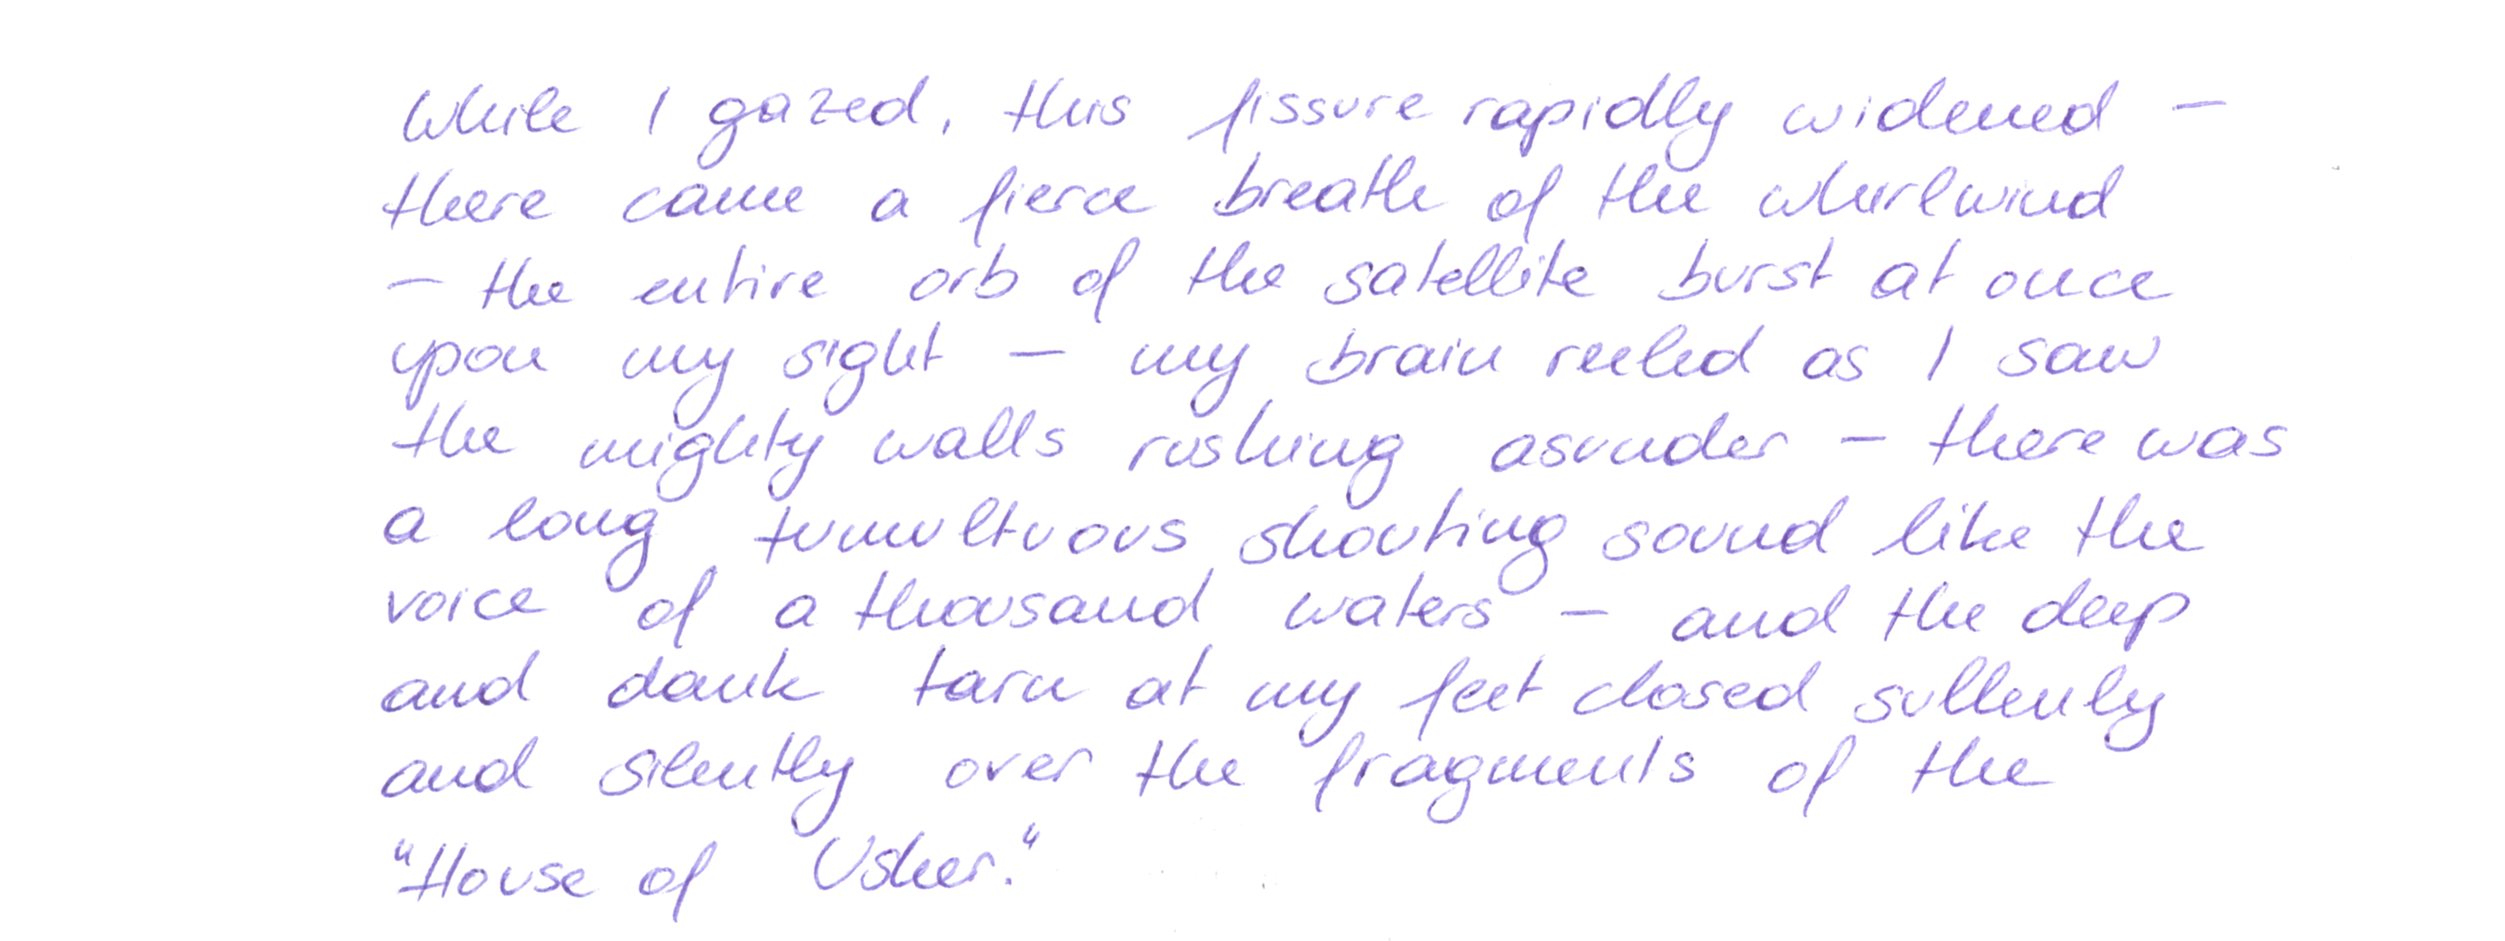 While I gazed, this fissure rapidly widened –
there came a fierce breath of the whirlwind
– the entire orb of the satellite burst at once
upon my sight – my brain reeled as I saw
the mighty walls rushing asunder – there was
a long tumultuous shouting sound like the
voice of a thousand waters – and the deep
and dank tarn at my feet closed sullenly
and silently over the fragments of the
"House of Usher."